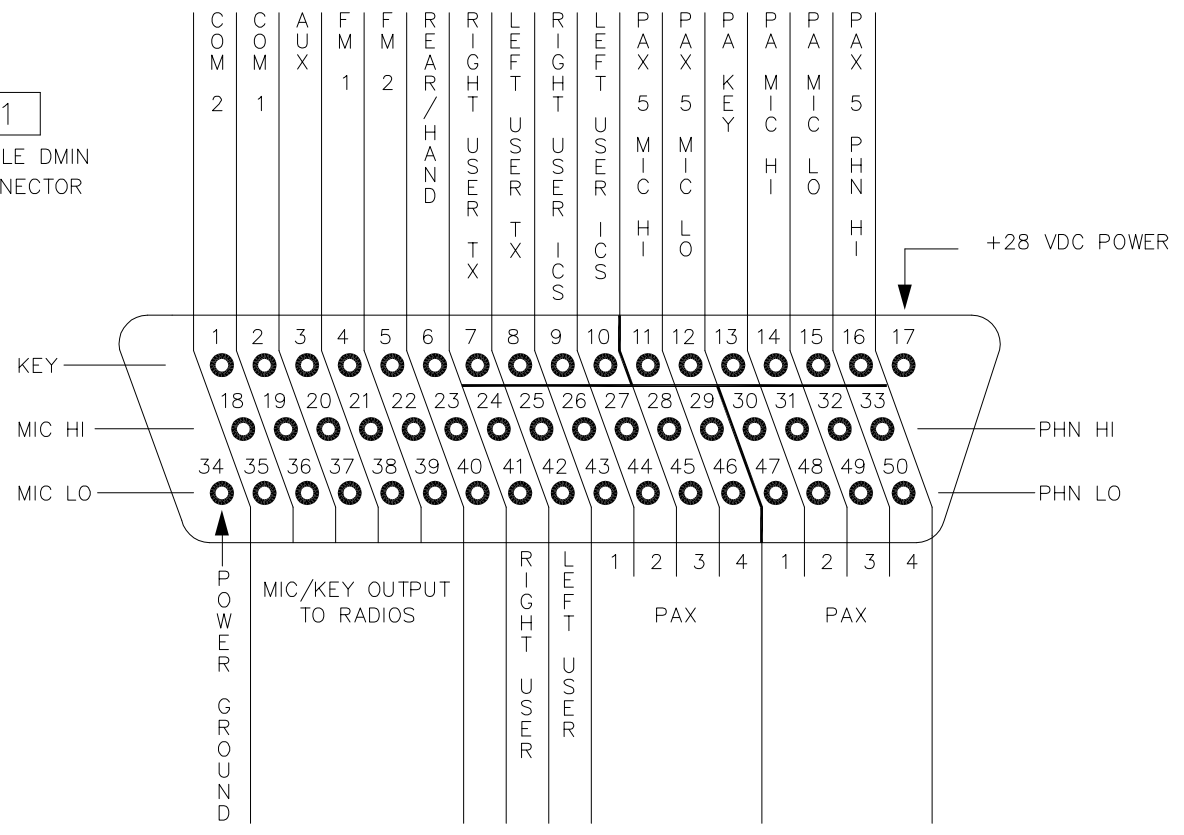 COM 2
COM 1
AUX
FM 1
FM 2
REAR/HAND
RIGHT USER TX
LEFT USER TX
RIGHT USER ICS
LEFT USER ICS
PAX 5 MIC HI
PAX 5 MIC LO
PA KEY
PA MIC HI
PA MIC LO
PAX 5 PHN HI
1
LE DMIN
NECTOR
+28 VDC POWER
1 2 3 4 5 6 7 8 9 10 11 12 13 14 15 16 17
KEY
18 19 20 21 22 23 24 25 26 27 28 29 30 31 32 33
MIC HI
PHN HI
34 35 36 37 38 39 40 41 42 43 44 45 46 47 48 49 50
MIC LO
PHN LO
POWER GROUND
MIC/KEY OUTPUT
TO RADIOS
RIGHT USER
LEFT USER
1 2 3 4
PAX
1 2 3 4
PAX